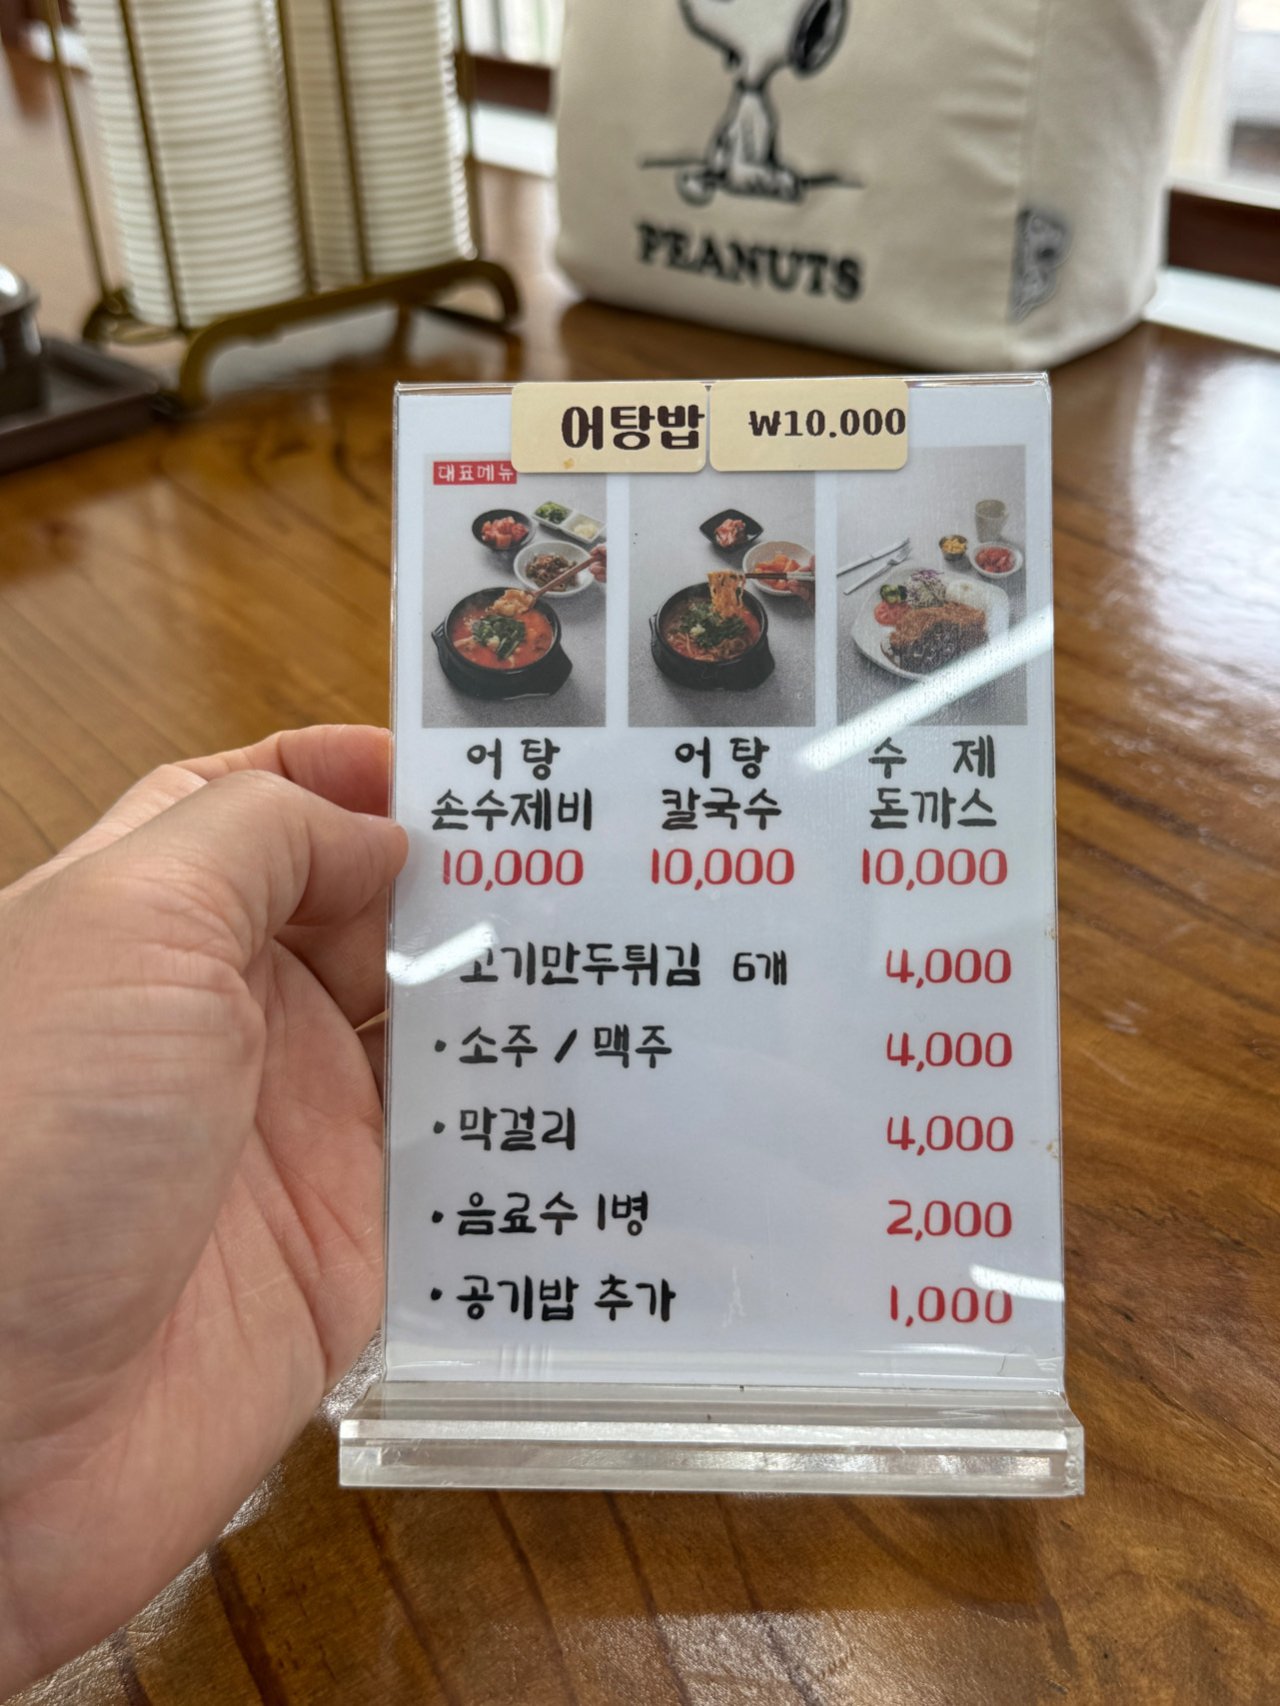 PEANUTS
어탕밥 ₩10.000
대표메뉴
어탕 손수제비
10,000
어탕 칼국수
10,000
수제 돈까스
10,000
고기만두튀김 6개 4,000
• 소주 / 맥주 4,000
• 막걸리 4,000
• 음료수 1병 2,000
• 공기밥 추가 1,000